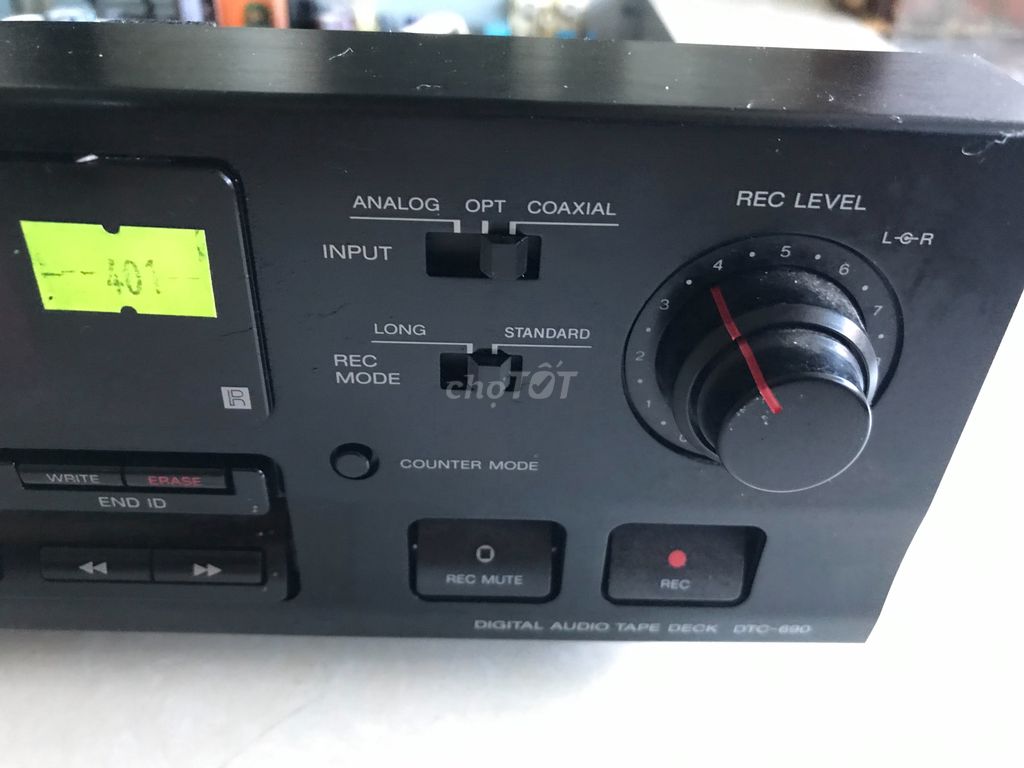 ANALOG OPT COAXIAL
INPUT
REC LEVEL
L R
4 5 6
3 7
2
1
401
LONG STANDARD
REC
MODE
chợTỐT
COUNTER MODE
WRITE ERASE
END ID
REC MUTE
REC
DIGITAL AUDIO TAPE DECK DTC-690